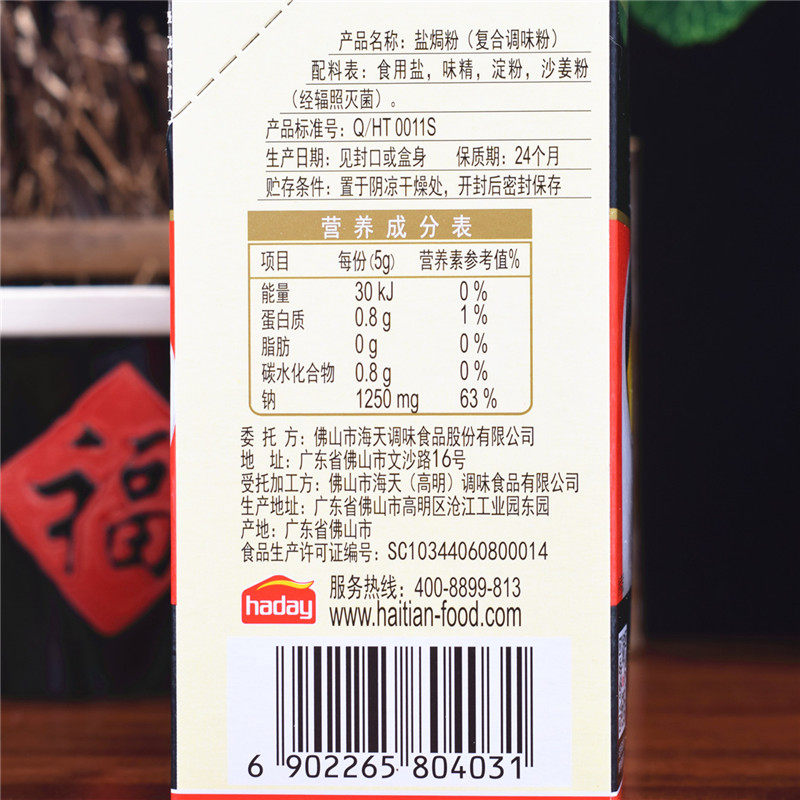 产品名称：盐焗粉（复合调味粉）
配料表：食用盐，味精，淀粉，沙姜粉
（经辐照灭菌）。
产品标准号：Q/HT 0011S
生产日期：见封口或盒身 保质期：24个月
贮存条件：置于阴凉干燥处，开封后密封保存
营养成分表
项目 每份(5g) 营养素参考值%
能量 30 kJ 0 %
蛋白质 0.8 g 1 %
脂肪 0 g 0 %
碳水化合物 0.8 g 0 %
钠 1250 mg 63 %
委托方：佛山市海天调味食品股份有限公司
地 址：广东省佛山市文沙路16号
受托加工方：佛山市海天（高明）调味食品有限公司
生产地址：广东省佛山市高明区沧江工业园东园
产地：广东省佛山市
食品生产许可证编号：SC10344060800014
haday
服务热线：400-8899-813
www.haitian-food.com
6 902265 804031
福